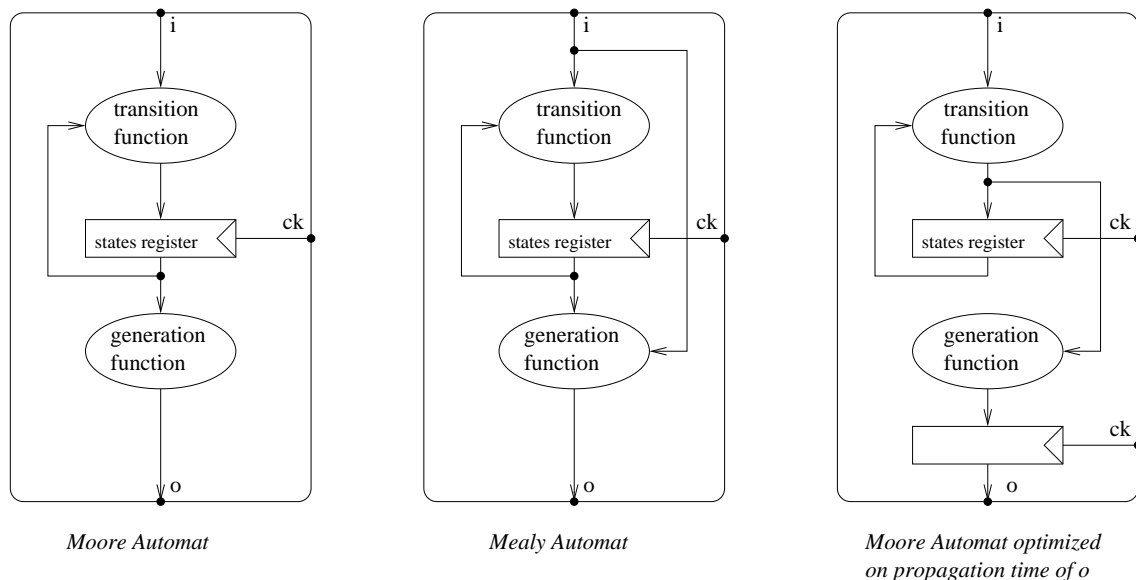 i
transition
function
ck
states register
generation
function
o
Moore Automat
i
transition
function
ck
states register
generation
function
o
Mealy Automat
i
transition
function
ck
states register
generation
function
ck
o
Moore Automat optimized
on propagation time of o